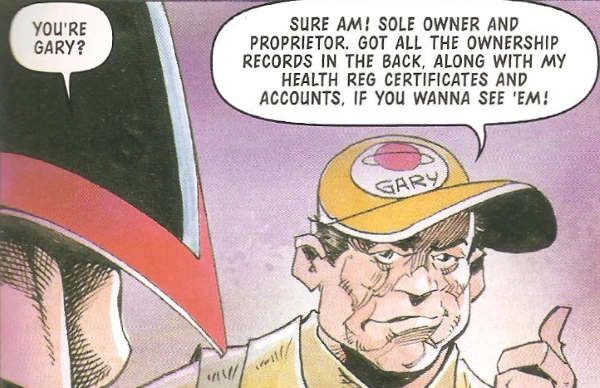 YOU'RE
GARY?
SURE AM! SOLE OWNER AND
PROPRIETOR. GOT ALL THE OWNERSHIP
RECORDS IN THE BACK, ALONG WITH MY
HEALTH REG CERTIFICATES AND
ACCOUNTS, IF YOU WANNA SEE 'EM!
GARY